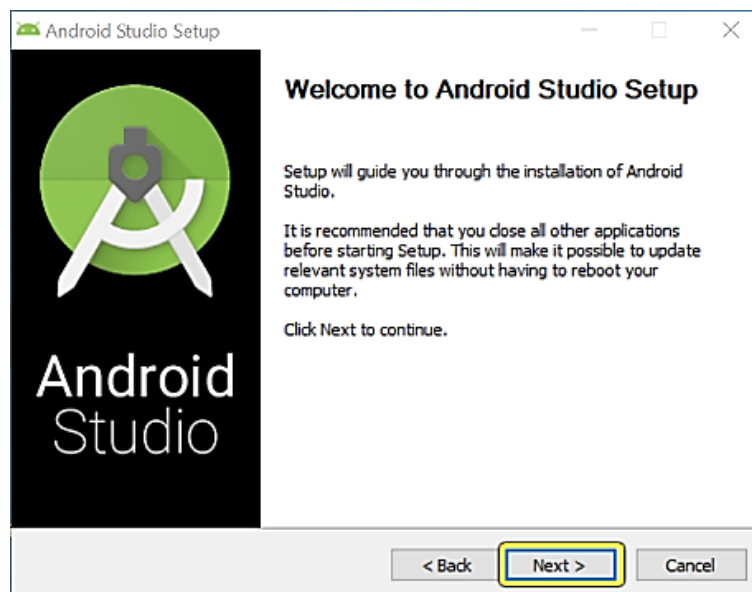 Android Studio Setup
Welcome to Android Studio Setup
Setup will guide you through the installation of Android
Studio.
It is recommended that you close all other applications
before starting Setup. This will make it possible to update
relevant system files without having to reboot your
computer.
Click Next to continue.
Android
Studio
< Back Next > Cancel